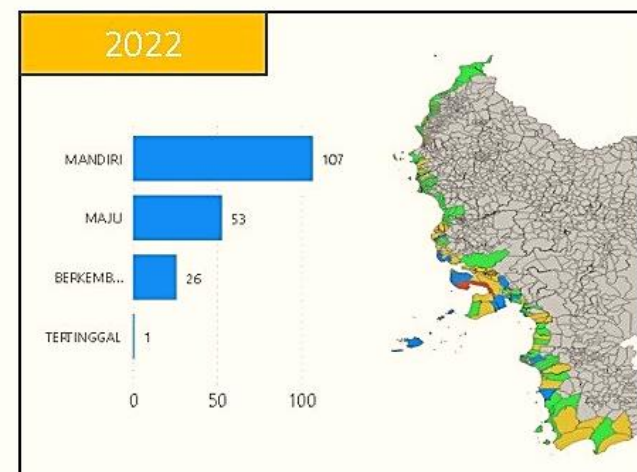 2022
MANDIRI 107
MAJU 53
BERKEMB... 26
TERTINGGAL 1
0 50 100